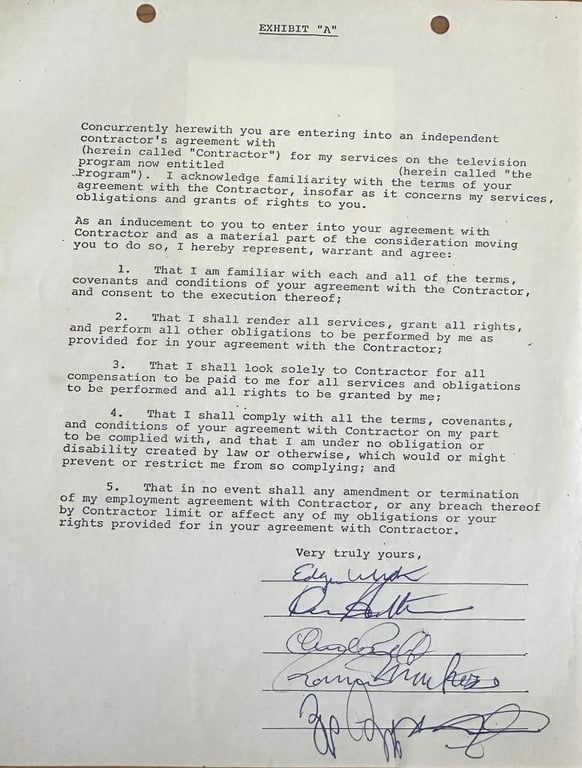 EXHIBIT "A"
Concurrently herewith you are entering into an independent
contractor's agreement with
(herein called "Contractor") for my services on the television
program now entitled (herein called "the
Program"). I acknowledge familiarity with the terms of your
agreement with the Contractor, insofar as it concerns my services,
obligations and grants of rights to you.
As an inducement to you to enter into your agreement with
Contractor and as a material part of the consideration moving
you to do so, I hereby represent, warrant and agree:
1. That I am familiar with each and all of the terms,
covenants and conditions of your agreement with the Contractor,
and consent to the execution thereof;
2. That I shall render all services, grant all rights,
and perform all other obligations to be performed by me as
provided for in your agreement with the Contractor;
3. That I shall look solely to Contractor for all
compensation to be paid to me for all services and obligations
to be performed and all rights to be granted by me;
4. That I shall comply with all the terms, covenants,
and conditions of your agreement with Contractor on my part
to be complied with, and that I am under no obligation or
disability created by law or otherwise, which would or might
prevent or restrict me from so complying; and
5. That in no event shall any amendment or termination
of my employment agreement with Contractor, or any breach thereof
by Contractor limit or affect any of my obligations or your
rights provided for in your agreement with Contractor.
Very truly yours,